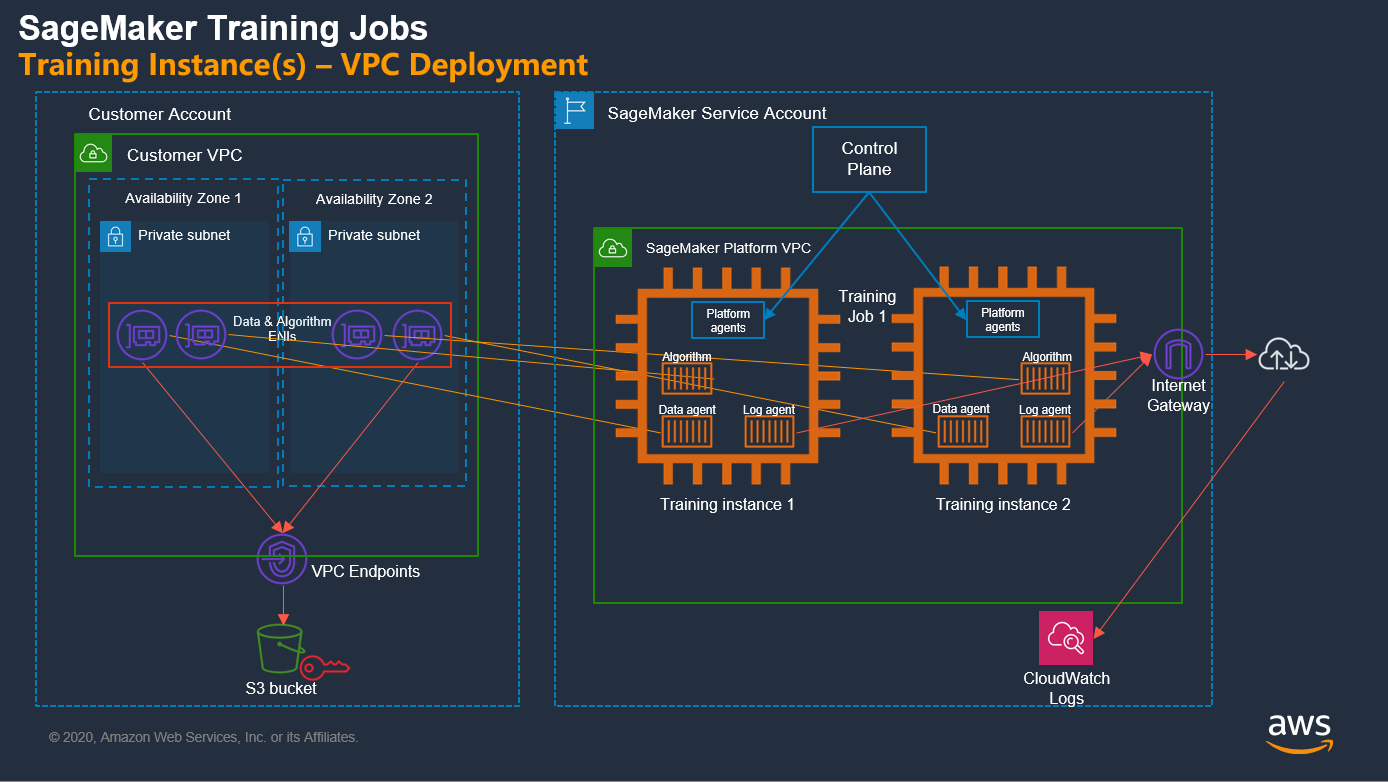 SageMaker Training Jobs
Training Instance(s) – VPC Deployment
Customer Account
Customer VPC
Availability Zone 1
Availability Zone 2
Private subnet
Private subnet
Data & Algorithm
ENIs
VPC Endpoints
S3 bucket
SageMaker Service Account
Control
Plane
SageMaker Platform VPC
Platform
agents
Training
Job 1
Platform
agents
Algorithm
Data agent
Log agent
Training instance 1
Algorithm
Data agent
Log agent
Training instance 2
Internet
Gateway
CloudWatch
Logs
© 2020, Amazon Web Services, Inc. or its Affiliates.
aws